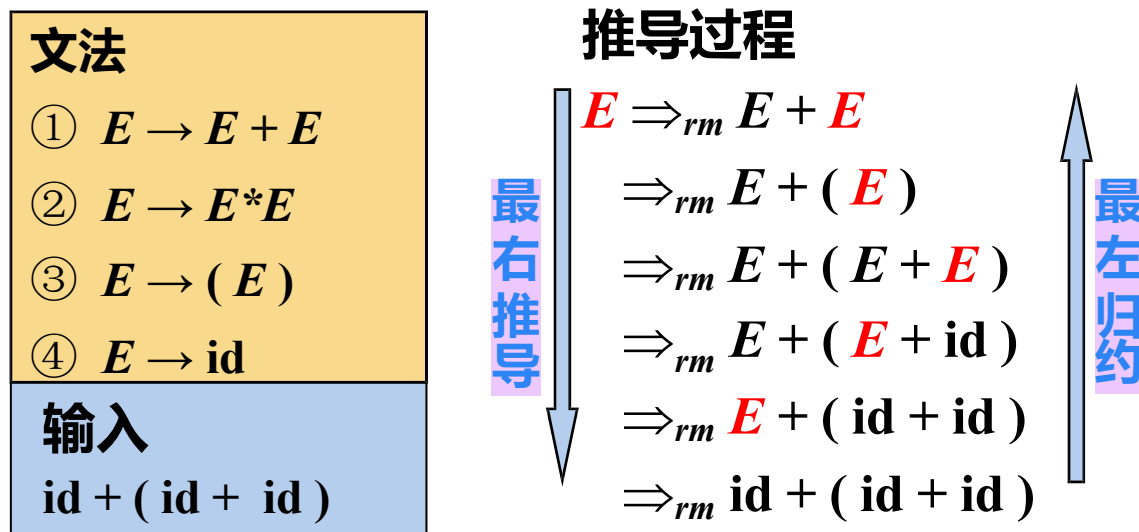 文法
① E → E + E
② E → E*E
③ E → ( E )
④ E → id
输入
id + ( id + id )
推导过程
最右推导
E ⇒rm E + E
⇒rm E + ( E )
⇒rm E + ( E + E )
⇒rm E + ( E + id )
⇒rm E + ( id + id )
⇒rm id + ( id + id )
最左归约